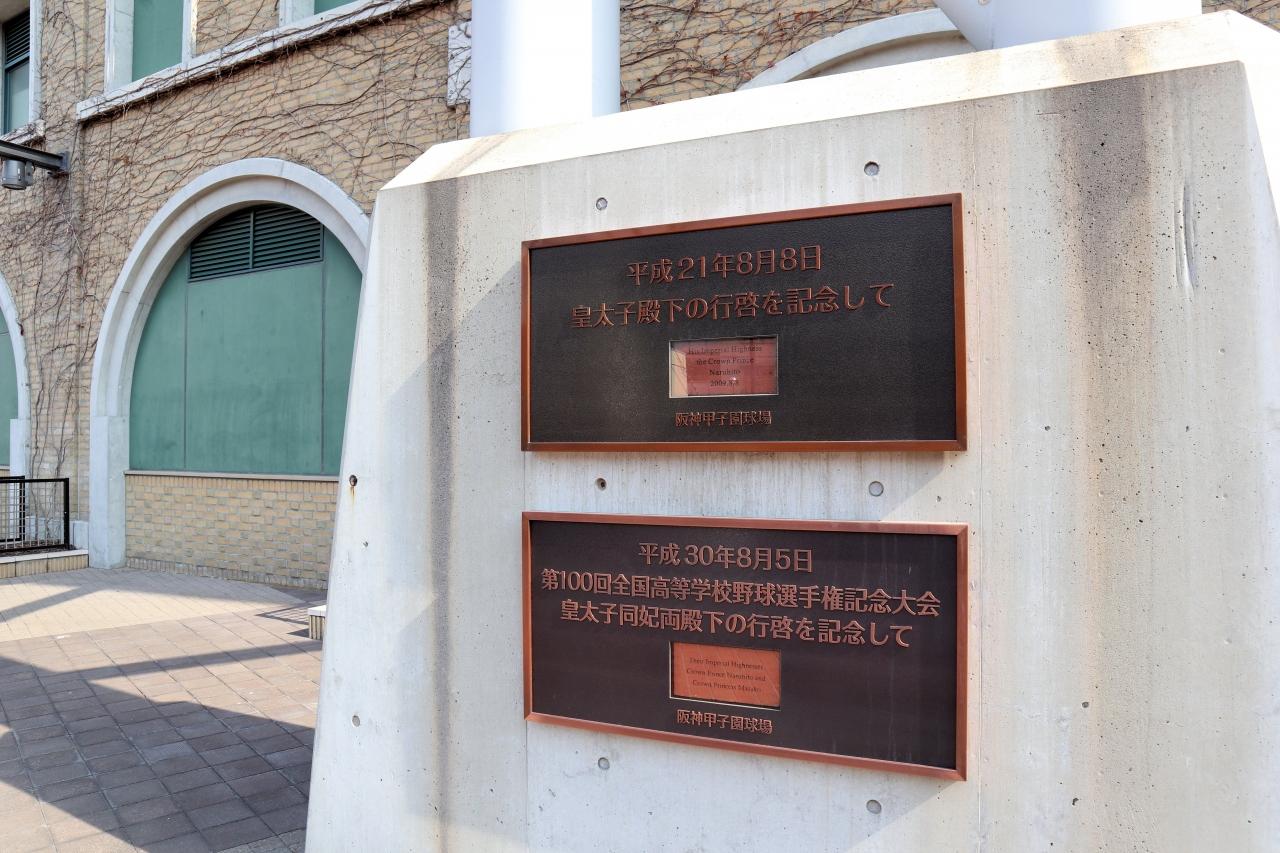 平成21年8月8日
皇太子殿下の行啓を記念して
His Imperial Highness
the Crown Prince
Naruhito
2009.8.8
阪神甲子園球場
平成30年8月5日
第100回全国高等学校野球選手権記念大会
皇太子同妃両殿下の行啓を記念して
Their Imperial Highnesses
Crown Prince Naruhito and
Crown Princess Masako
阪神甲子園球場